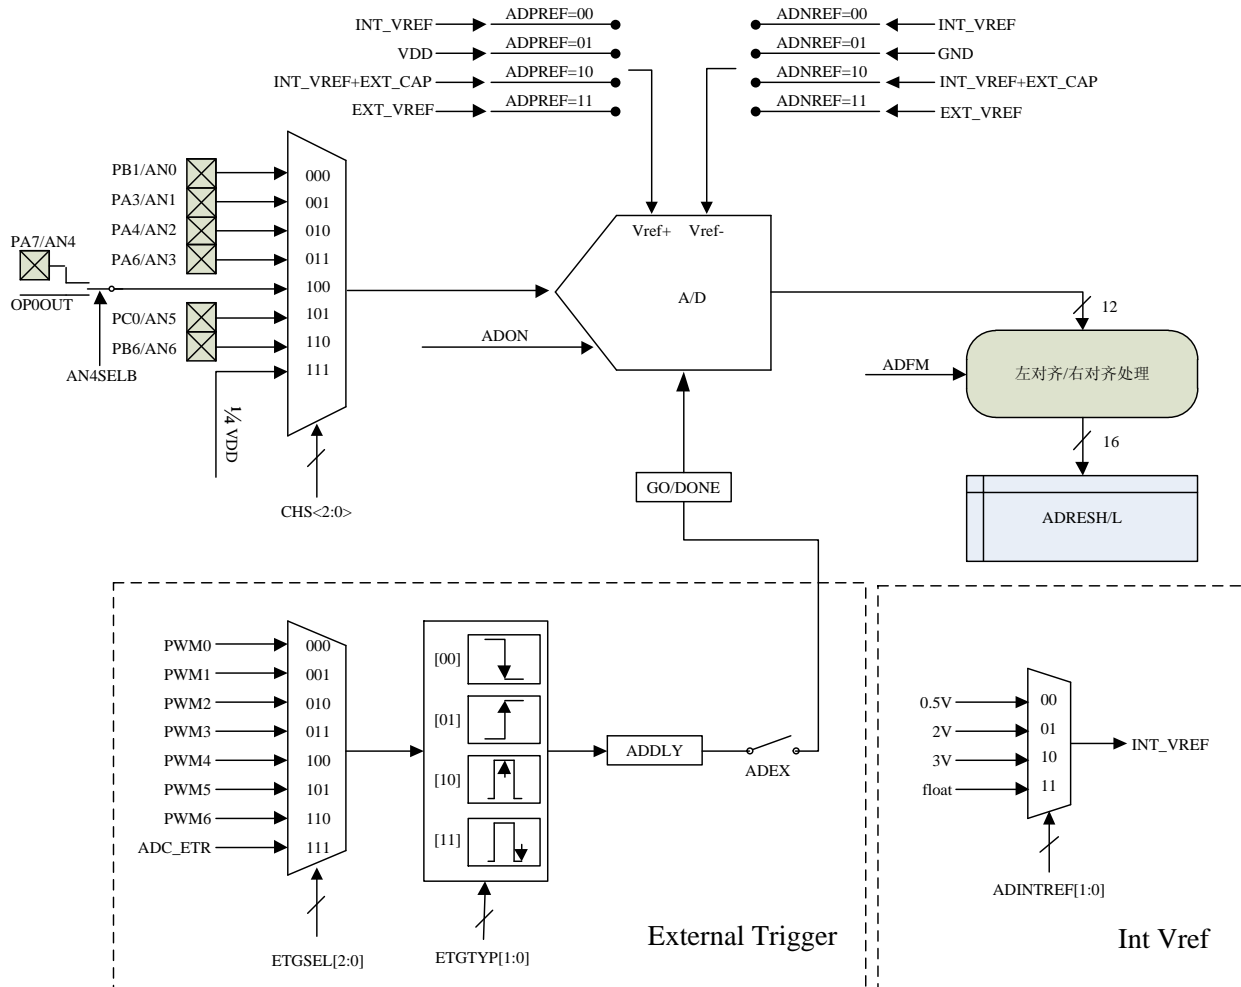 INT_VREF ADPREF=00 ADNREF=00 INT_VREF
VDD ADPREF=01 ADNREF=01 GND
INT_VREF+EXT_CAP ADPREF=10 ADNREF=10 INT_VREF+EXT_CAP
EXT_VREF ADPREF=11 ADNREF=11 EXT_VREF
PB1/AN0 000
PA3/AN1 001
PA4/AN2 010
PA7/AN4
PA6/AN3 011
100
OP0OUT
PC0/AN5 101
PB6/AN6 110
AN4SELB
111
¼ VDD
CHS<2:0>
Vref+ Vref-
A/D
ADON
12
ADFM
左对齐/右对齐处理
16
GO/DONE
ADRESH/L
PWM0 000
PWM1 001
PWM2 010
PWM3 011
PWM4 100
PWM5 101
PWM6 110
ADC_ETR 111
ETGSEL[2:0]
[00]
[01]
[10]
[11]
ETGTYP[1:0]
ADDLY
ADEX
External Trigger
0.5V 00
2V 01
3V 10
float 11
INT_VREF
ADINTREF[1:0]
Int Vref